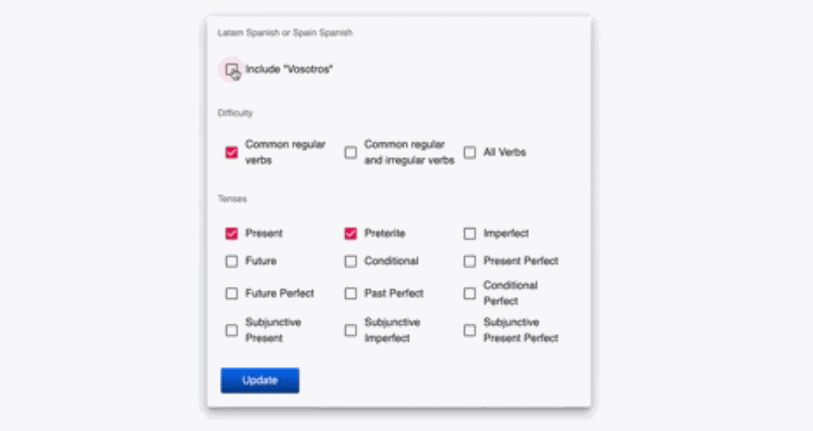 Latam Spanish or Spain Spanish
Include "Vosotros"
Difficulty
Common regular
verbs
Common regular
and irregular verbs
All Verbs
Tenses
Present
Preterite
Imperfect
Future
Conditional
Present Perfect
Future Perfect
Past Perfect
Conditional
Perfect
Subjunctive
Present
Subjunctive
Imperfect
Subjunctive
Present Perfect
Update